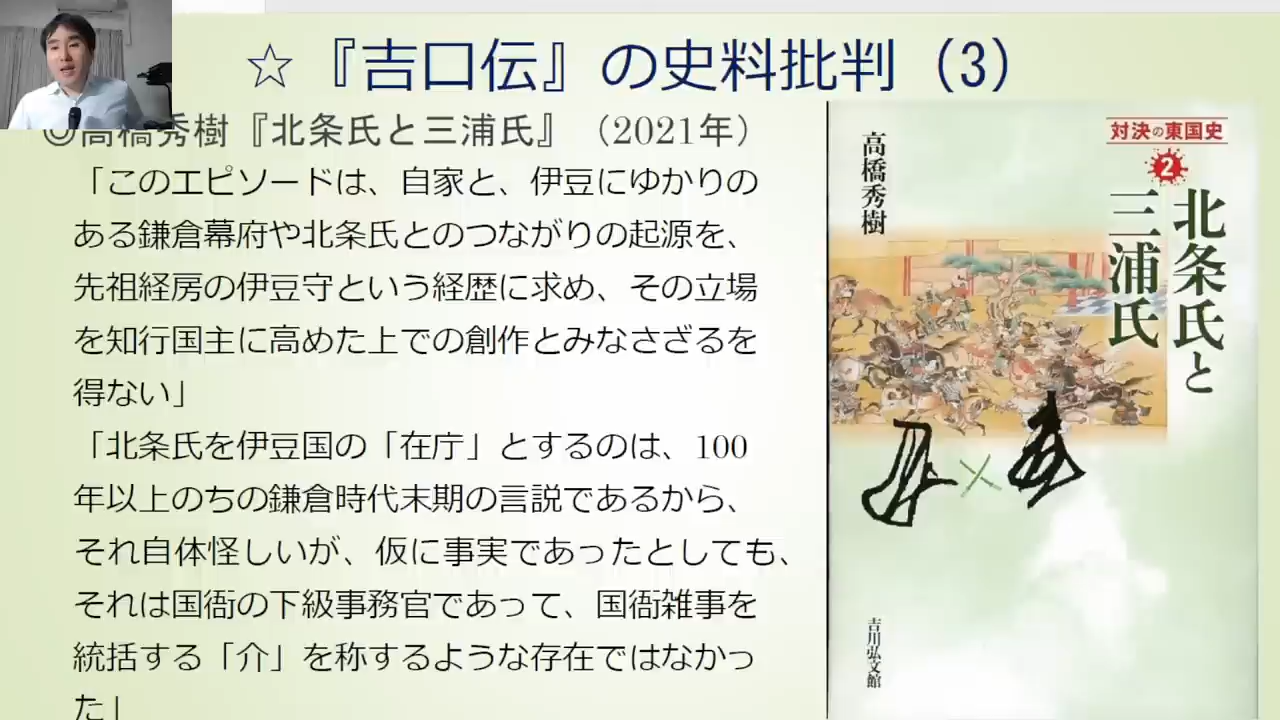 ☆『吉口伝』の史料批判（3）
◎高橋秀樹『北条氏と三浦氏』（2021年）
「このエピソードは、自家と、伊豆にゆかりの
ある鎌倉幕府や北条氏とのつながりの起源を、
先祖経房の伊豆守という経歴に求め、その立場
を知行国主に高めた上での創作とみなさざるを
得ない」
「北条氏を伊豆国の「在庁」とするのは、100
年以上のちの鎌倉時代末期の言説であるから、
それ自体怪しいが、仮に事実であったとしても、
それは国衙の下級事務官であって、国衙雑事を
統括する「介」を称するような存在ではなかっ
た」
対決の東国史
2
北条氏と
三浦氏
高橋秀樹
吉川弘文館